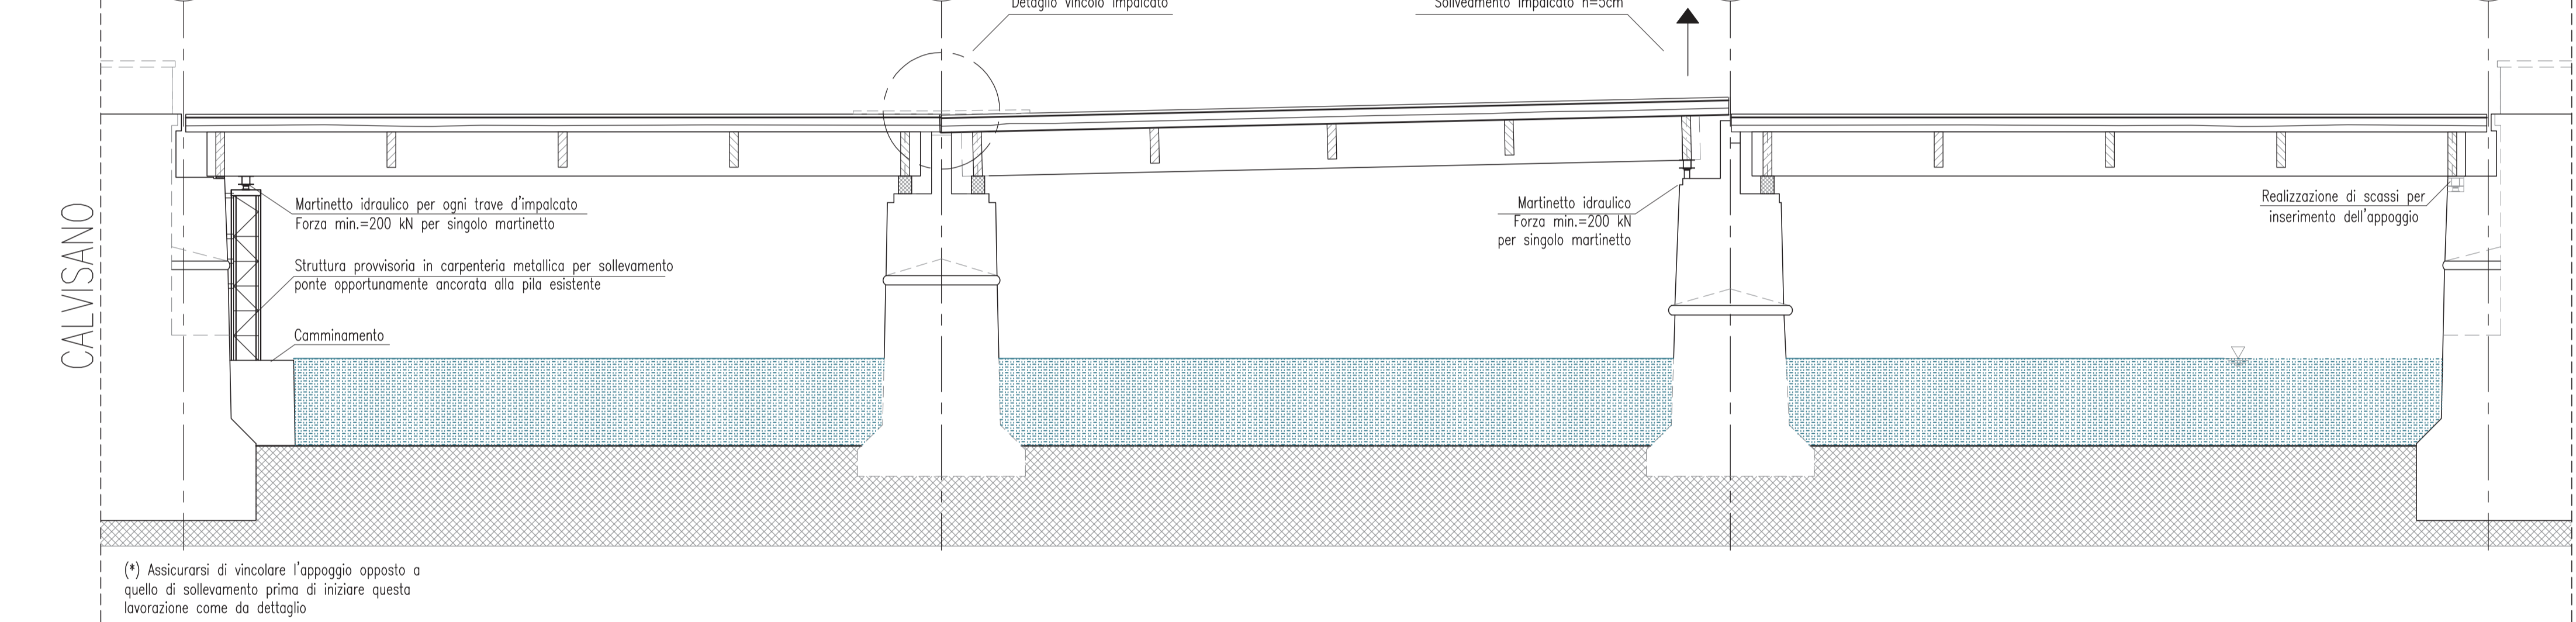 Dettaglio vincolo impalcato
Sollveamento impalcato h=5cm
Martinetto idraulico per ogni trave d'impalcato
Forza min.=200 kN per singolo martinetto
Struttura provvisoria in carpenteria metallica per sollevamento
ponte opportunamente ancorata alla pila esistente
Camminamento
Martinetto idraulico
Forza min.=200 kN
per singolo martinetto
Realizzazione di scassi per
inserimento dell'appoggio
CALVISANO
(*) Assicurarsi di vincolare l'appoggio opposto a
quello di sollevamento prima di iniziare questa
lavorazione come da dettaglio